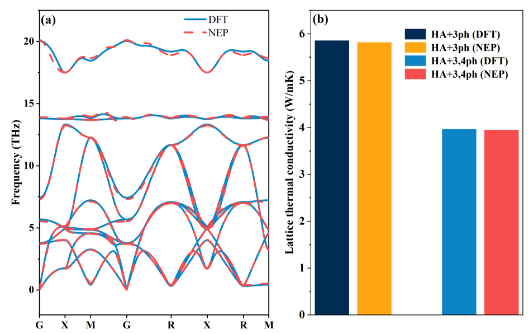 (a)
DFT
NEP
20
15
10
5
0
Frequency (THz)
G X M G R X R M
(b)
HA+3ph (DFT)
HA+3ph (NEP)
HA+3,4ph (DFT)
HA+3,4ph (NEP)
6
5
4
3
2
1
0
Lattice thermal conductivity (W/mK)